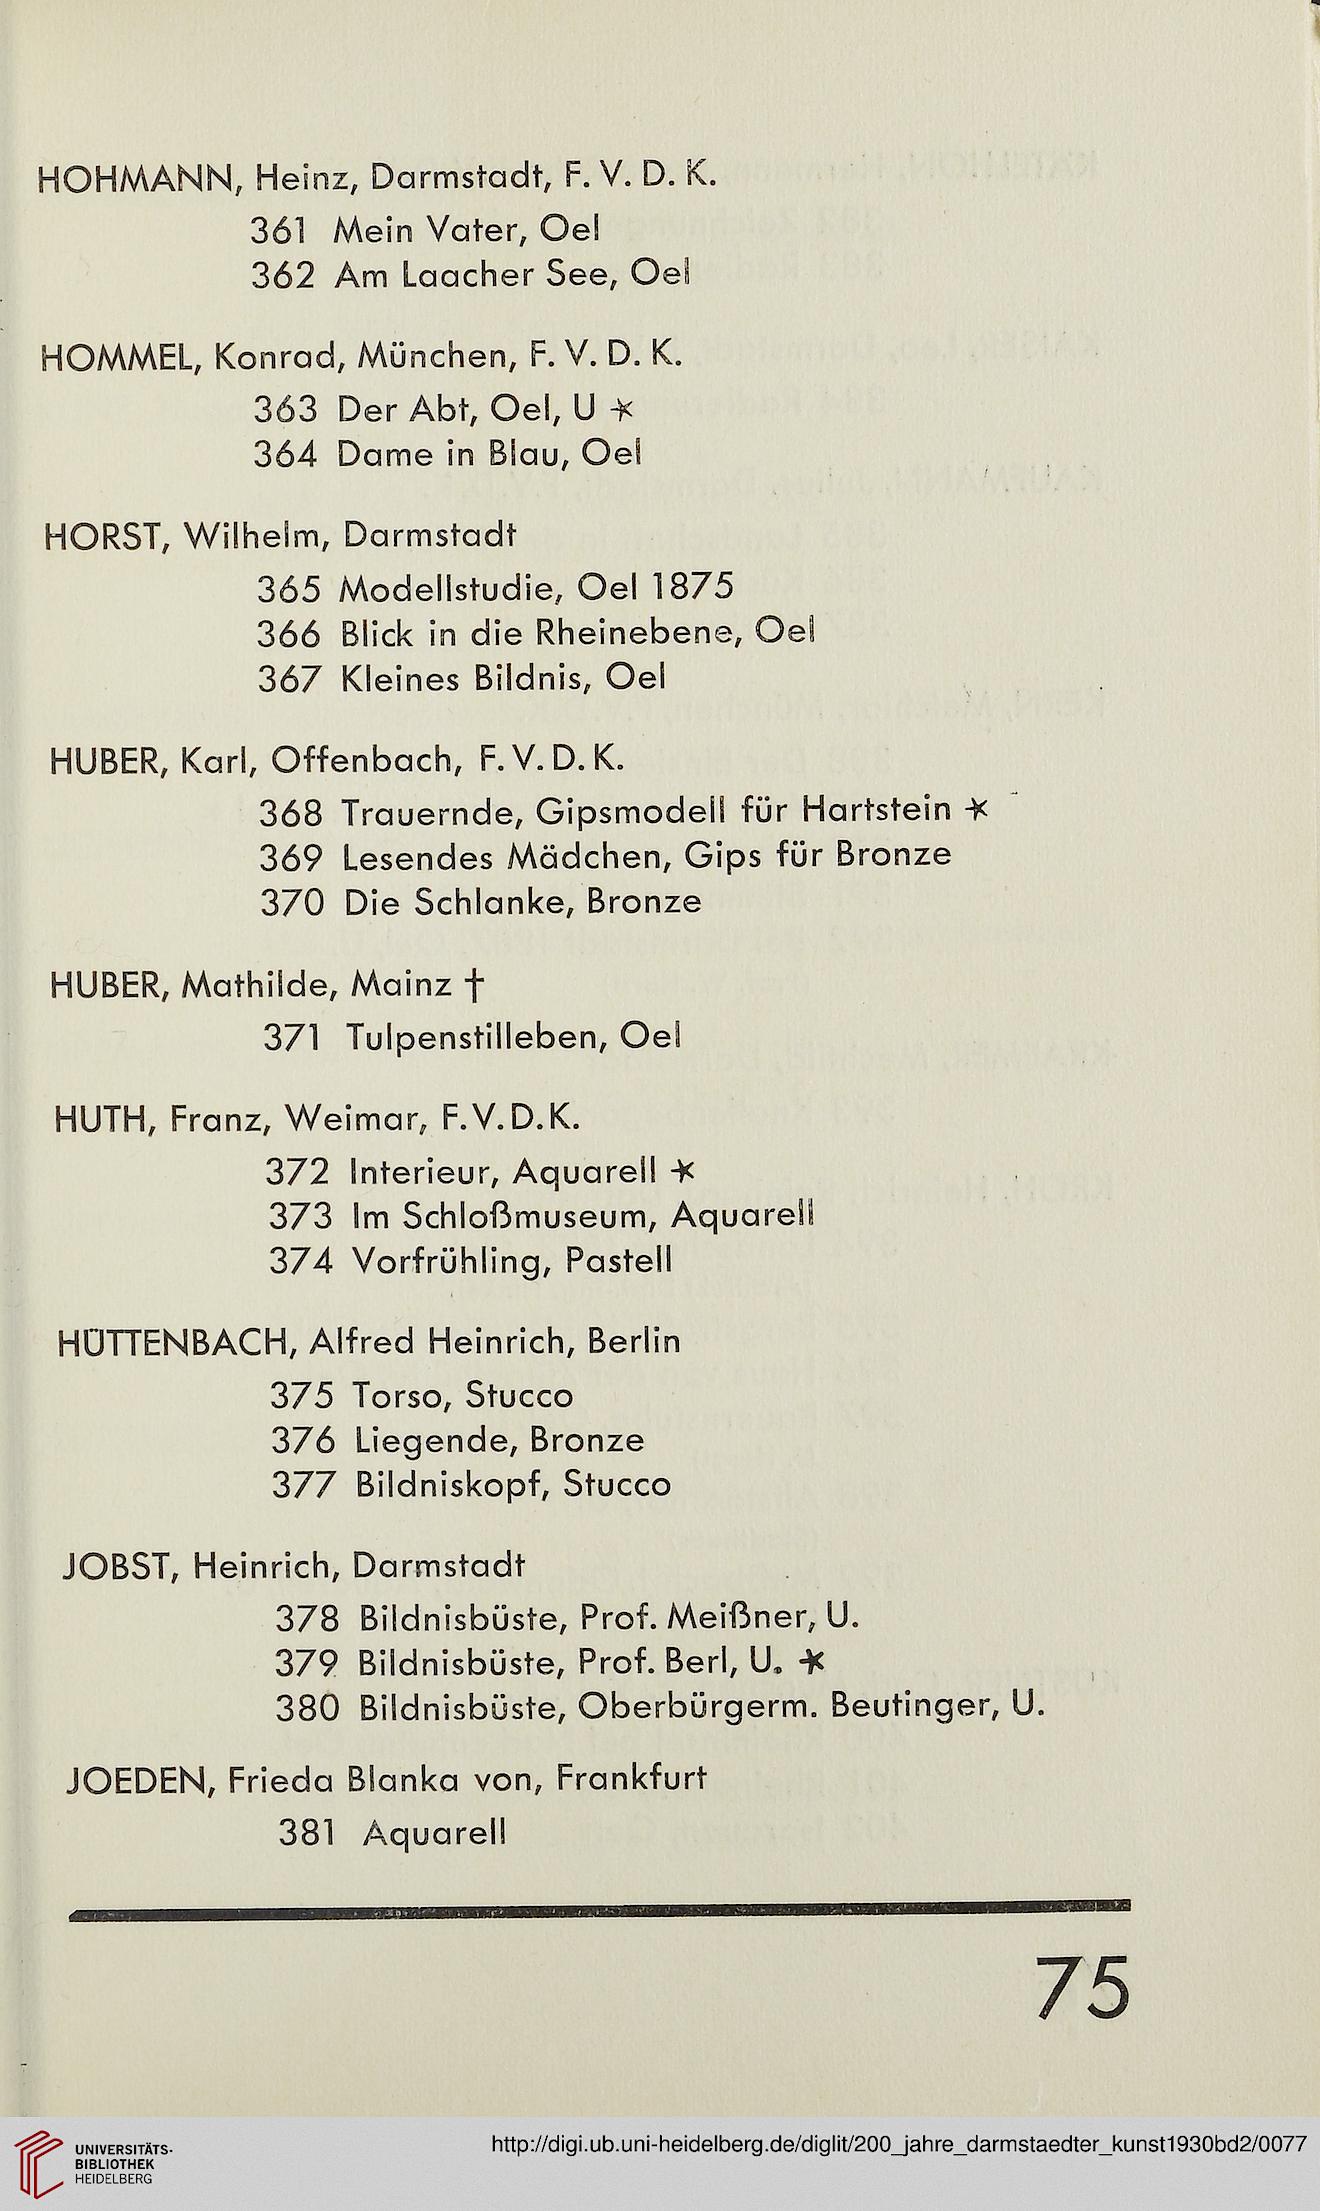 HOHMANN, Heinz, Darmstadt, F. V. D. K.
361 Mein Vater, Oel
362 Am Laacher See, Oel
HOMMEL, Konrad, München, F. V. D. K.
363 Der Abt, Oel, U *
364 Dame in Blau, Oel
HORST, Wilhelm, Darmstadt
365 Modellstudie, Oel 1875
366 Blick in die Rheinebene, Oel
367 Kleines Bildnis, Oel
HUBER, Karl, Offenbach, F. V. D. K.
368 Trauernde, Gipsmodell für Hartstein *
369 Lesendes Mädchen, Gips für Bronze
370 Die Schlanke, Bronze
HUBER, Mathilde, Mainz †
371 Tulpenstilleben, Oel
HUTH, Franz, Weimar, F. V. D. K.
372 Interieur, Aquarell *
373 Im Schloßmuseum, Aquarell
374 Vorfrühling, Pastell
HÜTTENBACH, Alfred Heinrich, Berlin
375 Torso, Stucco
376 Liegende, Bronze
377 Bildniskopf, Stucco
JOBST, Heinrich, Darmstadt
378 Bildnisbüste, Prof. Meißner, U.
379 Bildnisbüste, Prof. Berl, U. *
380 Bildnisbüste, Oberbürgerm. Beutinger, U.
JOEDEN, Frieda Blanka von, Frankfurt
381 Aquarell
75
UNIVERSITÄTS-
BIBLIOTHEK
HEIDELBERG
http://digi.ub.uni-heidelberg.de/diglit/200_jahre_darmstaedter_kunst1930bd2/0077